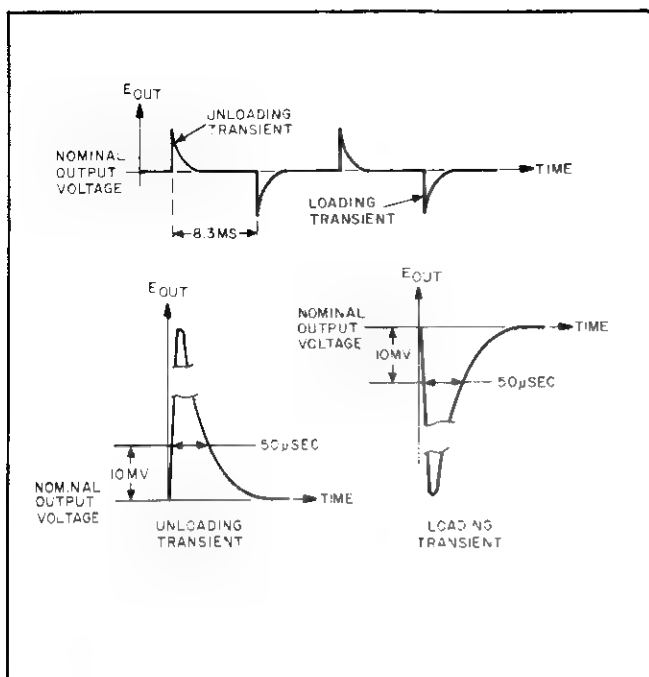 EOUT
UNLOADING
TRANSIENT
NOMINAL
OUTPUT
VOLTAGE
TIME
LOADING
TRANSIENT
8.3MS
EOUT
10MV
50µSEC
NOMINAL
OUTPUT
VOLTAGE
TIME
UNLOADING
TRANSIENT
EOUT
NOMINAL
OUTPUT
VOLTAGE
TIME
10MV
50µSEC
LOADING
TRANSIENT